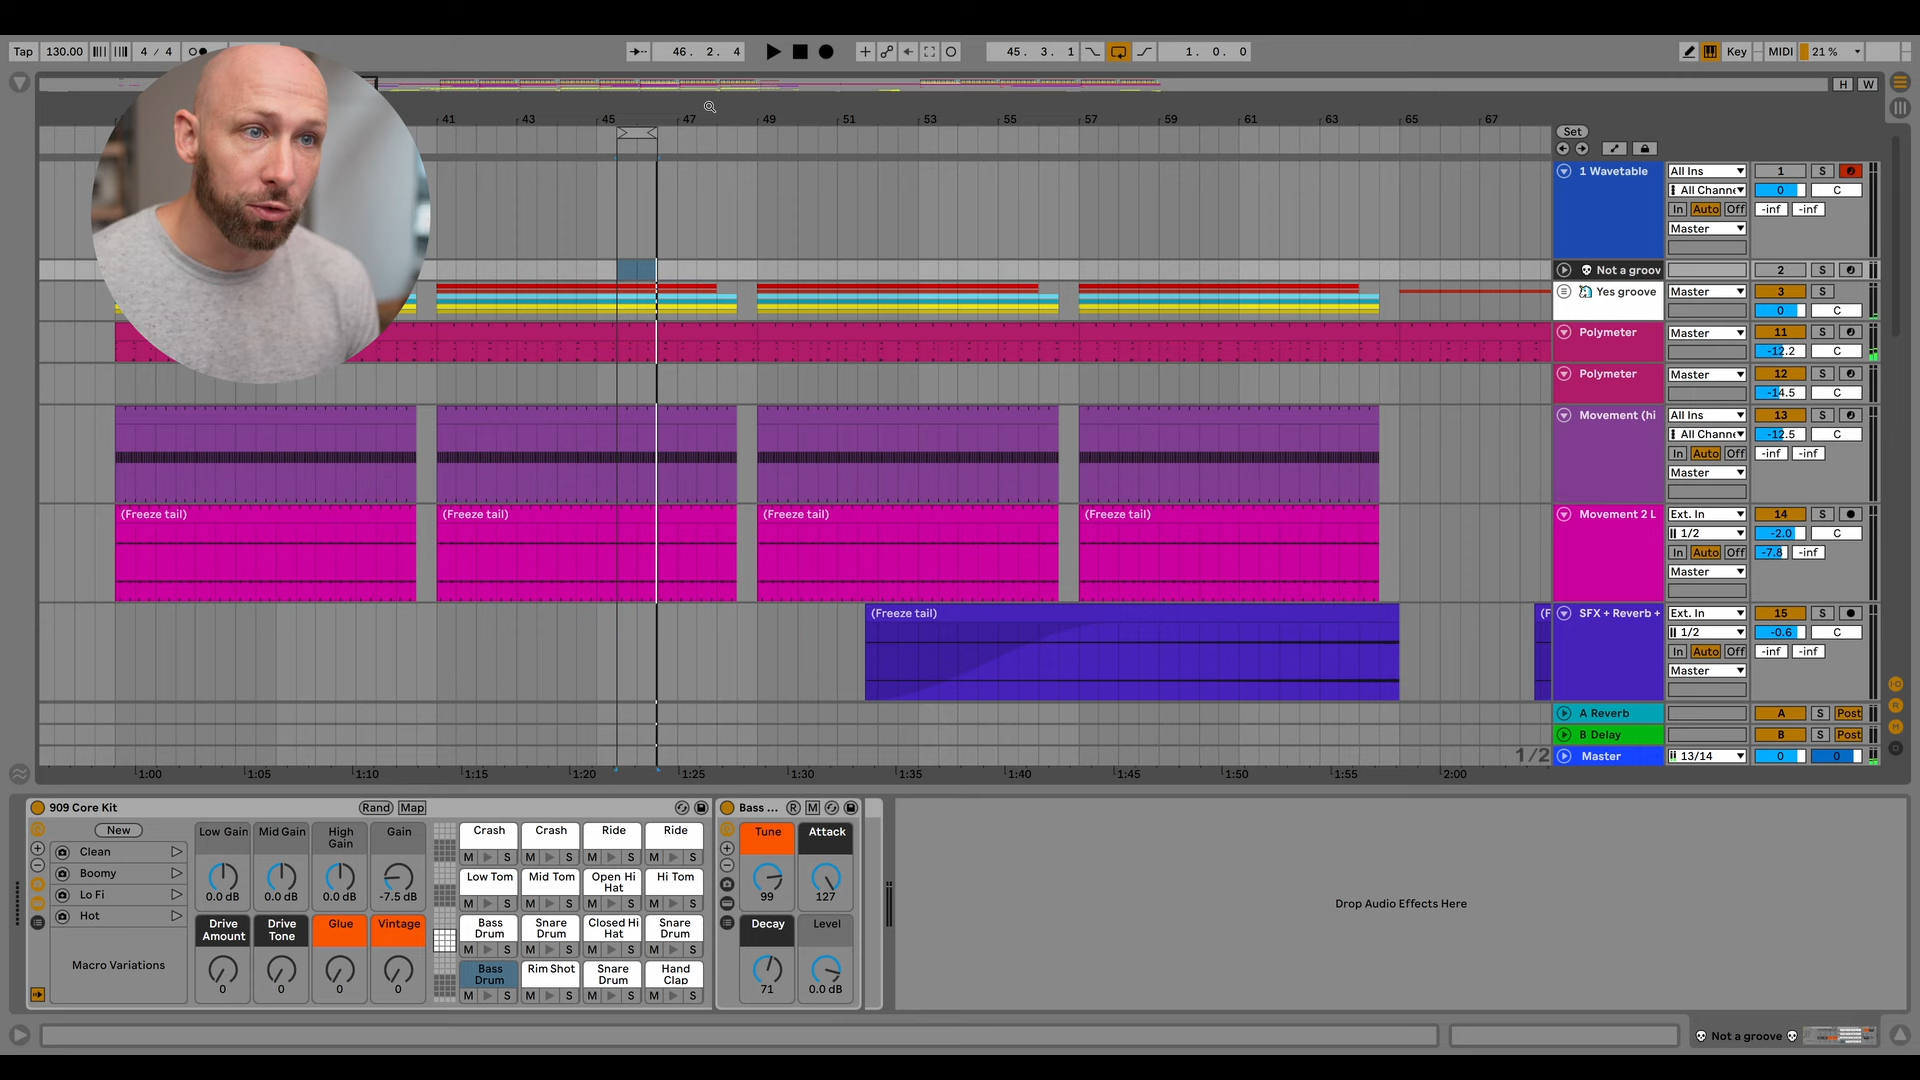 Tap 130.00 4 / 4 46. 2. 4 45. 3. 1 1. 0. 0 Key MIDI 21 %
H W
41 43 45 47 49 51 53 55 57 59 61 63 65 67
Set
1 Wavetable All Ins 1 S
All Channe 0 C
In Auto Off -inf -inf
Master
Not a groov 2 S
Yes groove Master 3 S
0 C
Polymeter Master 11 S
-12.2 C
Polymeter Master 12 S
-14.5 C
Movement (hi All Ins 13 S
All Channe -12.5 C
In Auto Off -inf -inf
Master
(Freeze tail) (Freeze tail) (Freeze tail) (Freeze tail) Movement 2 L Ext. In 14 S
1/2 -2.0 C
In Auto Off -7.8 -inf
Master
(Freeze tail) (F SFX + Reverb + Ext. In 15 S
1/2 -0.6 C
In Auto Off -inf -inf
Master
A Reverb A S Post
B Delay B S Post
1/2 Master 13/14 0 0
1:00 1:05 1:10 1:15 1:20 1:25 1:30 1:35 1:40 1:45 1:50 1:55 2:00
909 Core Kit Rand Map
New
Clean
Boomy
Lo Fi
Hot
Macro Variations
Low Gain Mid Gain High Gain Gain
0.0 dB 0.0 dB 0.0 dB -7.5 dB
Drive Amount Drive Tone Glue Vintage
0 0 0 0
Crash Crash Ride Ride
M S M S M S M S
Low Tom Mid Tom Open Hi Hat Hi Tom
M S M S M S M S
Bass Drum Snare Drum Closed Hi Hat Snare Drum
M S M S M S M S
Bass Drum Rim Shot Snare Drum Hand Clap
M S M S M S M S
Bass ... R M
Tune Attack
99 127
Decay Level
71 0.0 dB
Drop Audio Effects Here
Not a groove